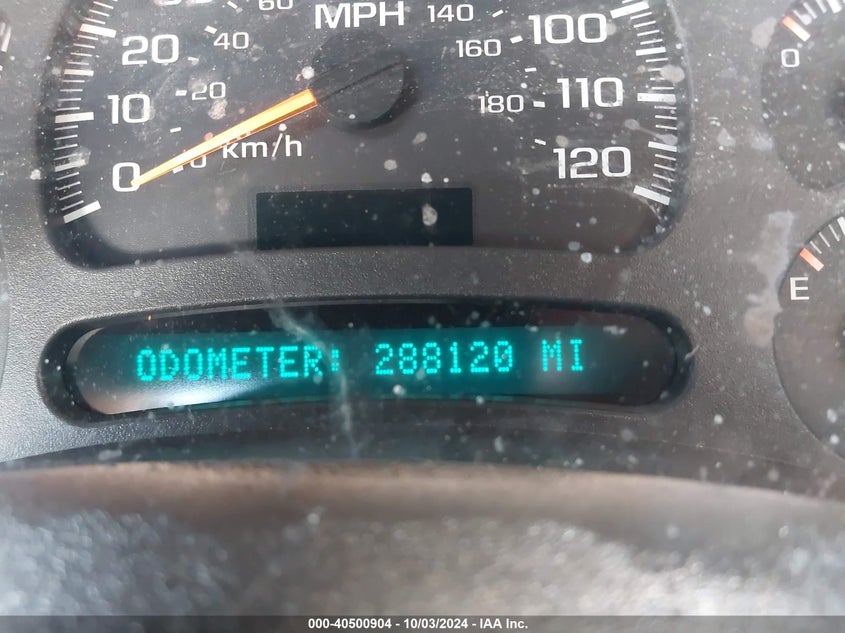 60 MPH 140
20 40 160 100
10 20 180 110
0 km/h 120
0
E
ODOMETER: 288120 MI
000-40500904 - 10/03/2024 - IAA Inc.